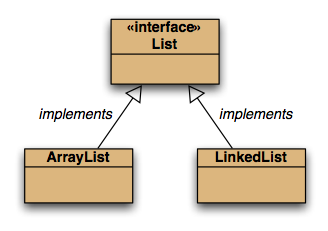 «interface»
List
implements
implements
ArrayList
LinkedList